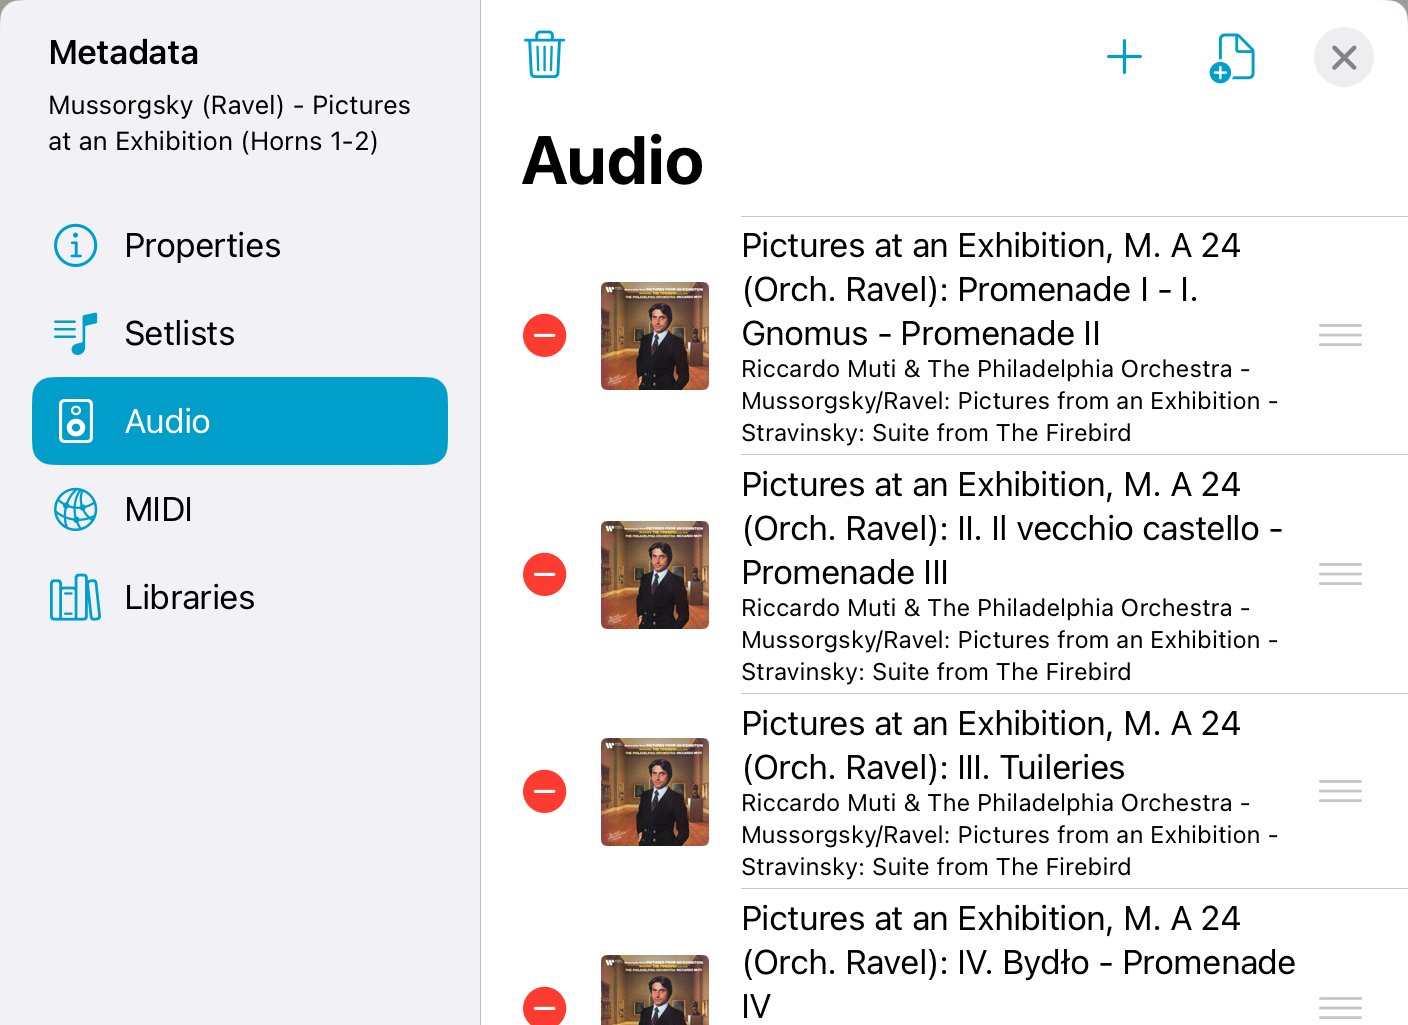 Metadata
Mussorgsky (Ravel) - Pictures
at an Exhibition (Horns 1-2)
Properties
Setlists
Audio
MIDI
Libraries
Audio
Pictures at an Exhibition, M. A 24
(Orch. Ravel): Promenade I - I.
Gnomus - Promenade II
Riccardo Muti & The Philadelphia Orchestra -
Mussorgsky/Ravel: Pictures from an Exhibition -
Stravinsky: Suite from The Firebird
Pictures at an Exhibition, M. A 24
(Orch. Ravel): II. Il vecchio castello -
Promenade III
Riccardo Muti & The Philadelphia Orchestra -
Mussorgsky/Ravel: Pictures from an Exhibition -
Stravinsky: Suite from The Firebird
Pictures at an Exhibition, M. A 24
(Orch. Ravel): III. Tuileries
Riccardo Muti & The Philadelphia Orchestra -
Mussorgsky/Ravel: Pictures from an Exhibition -
Stravinsky: Suite from The Firebird
Pictures at an Exhibition, M. A 24
(Orch. Ravel): IV. Bydło - Promenade
IV